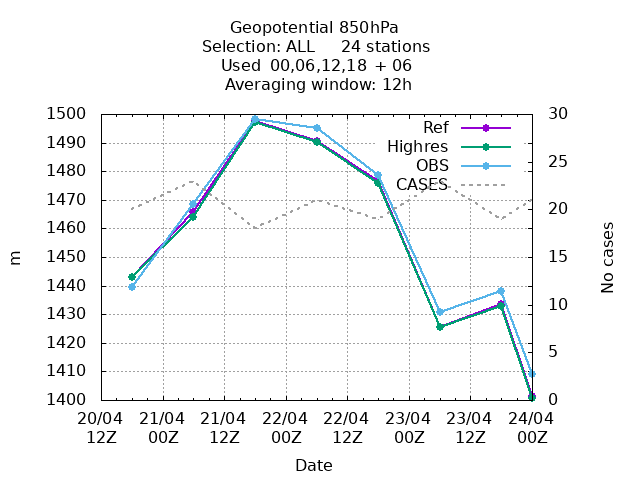 Geopotential 850hPa
Selection: ALL     24 stations
Used  00,06,12,18  + 06
Averaging window: 12h
1500
1490
1480
1470
1460
1450
1440
1430
1420
1410
1400
m
30
25
20
15
10
5
0
No cases
Ref
Highres
OBS
CASES
20/04 21/04 21/04 22/04 22/04 23/04 23/04 24/04
12Z 00Z 12Z 00Z 12Z 00Z 12Z 00Z
Date